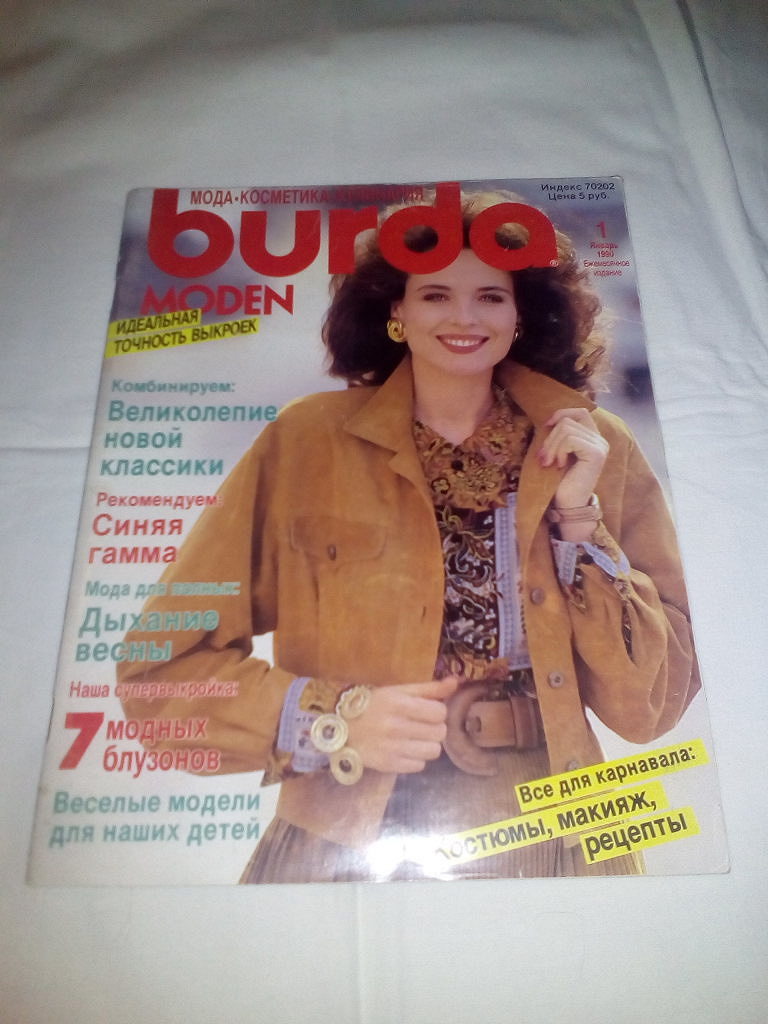 МОДА·КОСМЕТИКА
Индекс 70202
Цена 5 руб.
burda
®
1
Январь
1990
Ежемесячное
издание
MODEN
ИДЕАЛЬНАЯ
ТОЧНОСТЬ ВЫКРОЕК
Комбинируем:
Великолепие
новой
классики
Рекомендуем:
Синяя
гамма
Мода для полных:
Дыхание
весны
Наша супервыкройка:
7 модных
блузонов
Веселые модели
для наших детей
Все для карнавала:
костюмы, макияж,
рецепты